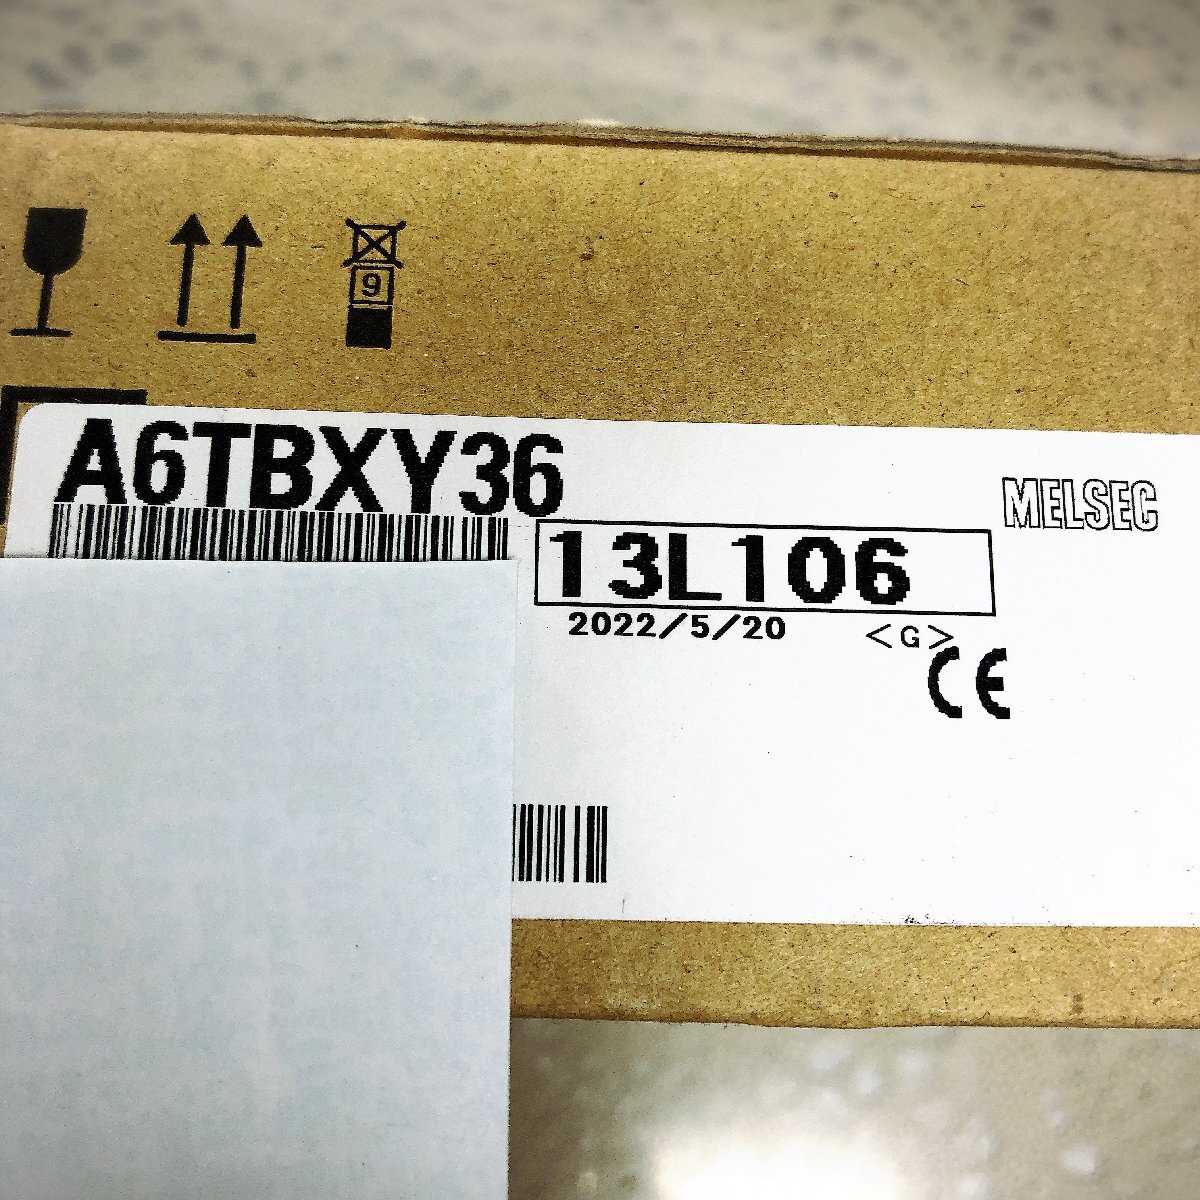 9
A6TBXY36
MELSEC
13L106
2022/5/20 <G>
CE